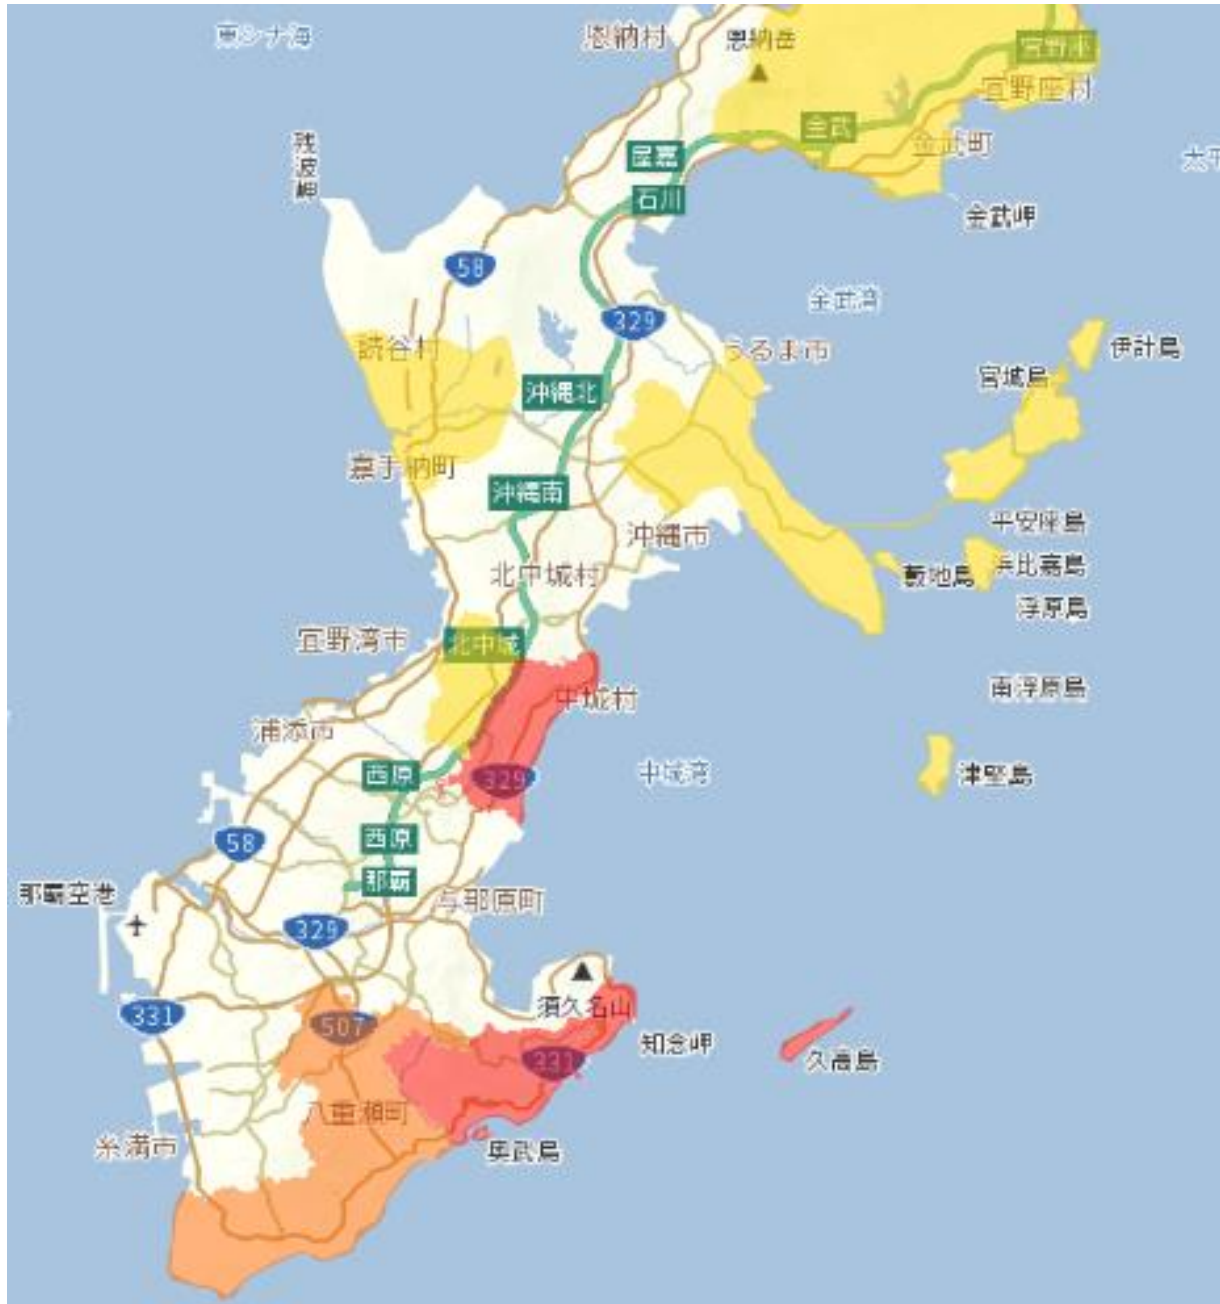 東シナ海
恩納村
恩納岳
宜野座
宜野座村
残波岬
屋嘉
金武
金武町
太平
石川
金武岬
58
金武湾
329
読谷村
うるま市
伊計島
宮城島
沖縄北
嘉手納町
沖縄南
沖縄市
平安座島
北中城村
藪地島
浜比嘉島
浮原島
宜野湾市
北中城
中城村
南浮原島
浦添市
西原
329
中城湾
津堅島
58
西原
那覇
那覇空港
329
与那原町
331
507
須久名山
331
知念岬
久高島
八重瀬町
糸満市
奥武島